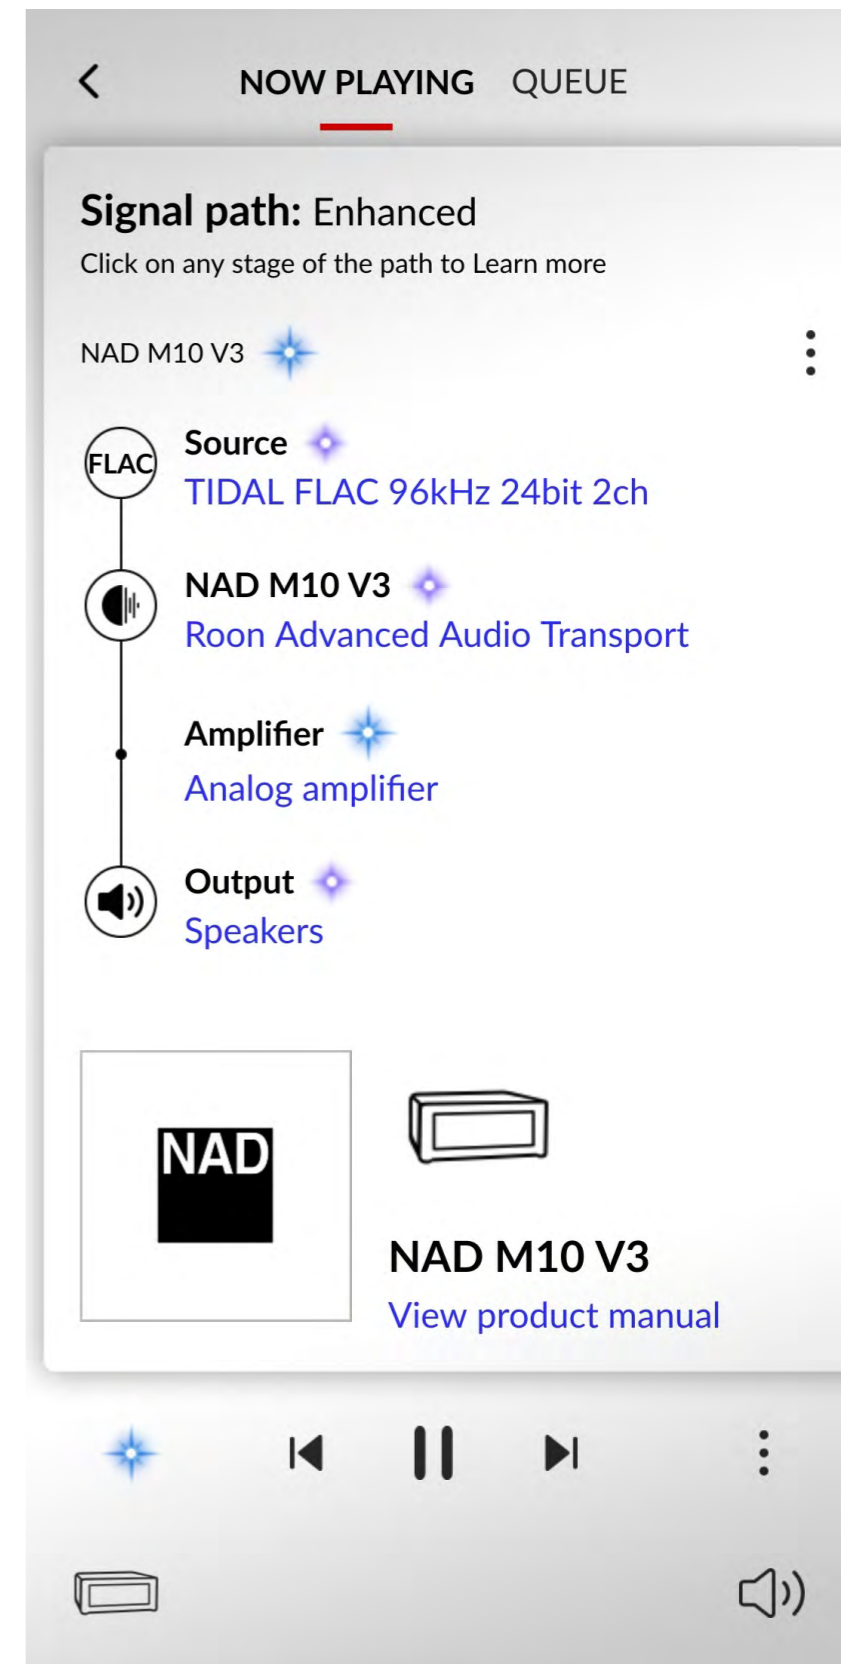 NOW PLAYING QUEUE
Signal path: Enhanced
Click on any stage of the path to Learn more
NAD M10 V3
FLAC
Source
TIDAL FLAC 96kHz 24bit 2ch
NAD M10 V3
Roon Advanced Audio Transport
Amplifier
Analog amplifier
Output
Speakers
NAD
NAD M10 V3
View product manual